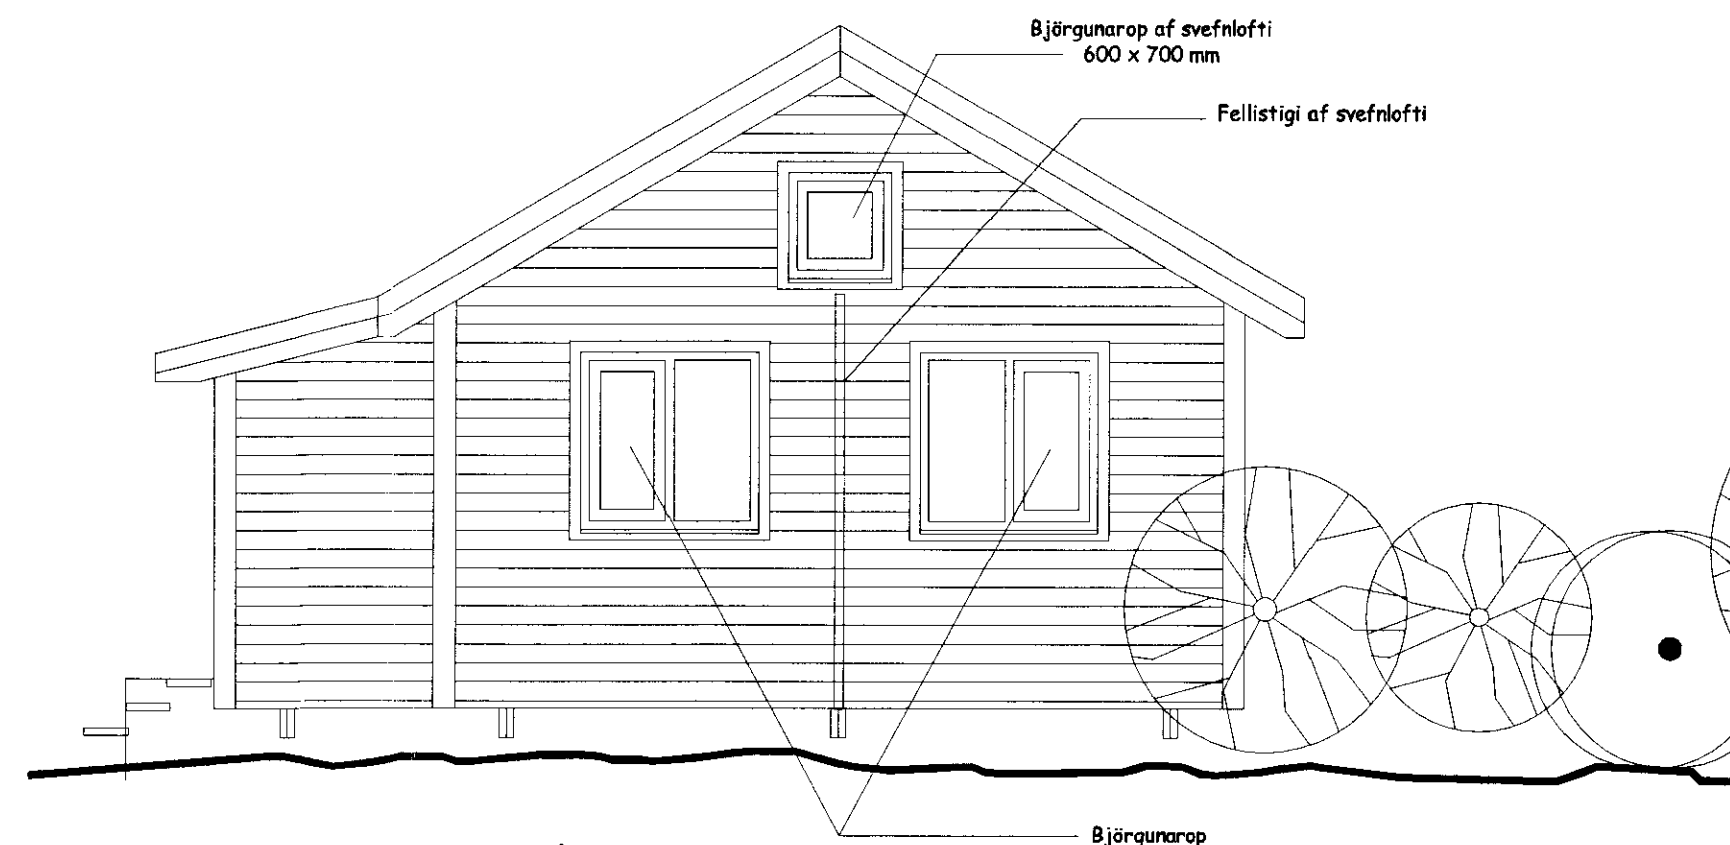 Björgunarop af svefnlofti
600 x 700 mm
Fellistigi af svefnlofti
Björgunarop